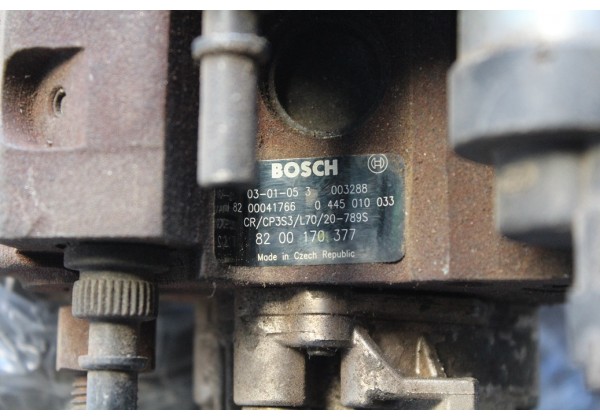 BOSCH
03-01-05 3 003288
82 00041766 0 445 010 033
CR/CP3S3/L70/20-789S
82 00 170 377
Made in Czech Republic